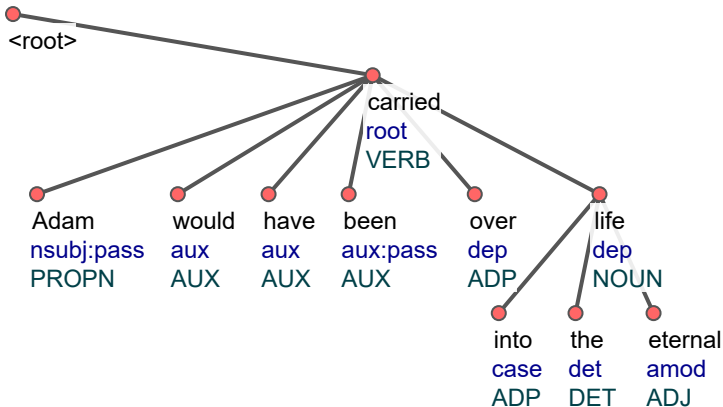 <root>
carried
root
VERB
Adam would have been over life
nsubj:pass aux aux aux:pass dep dep
PROPN AUX AUX AUX ADP NOUN
into the eternal
case det amod
ADP DET ADJ